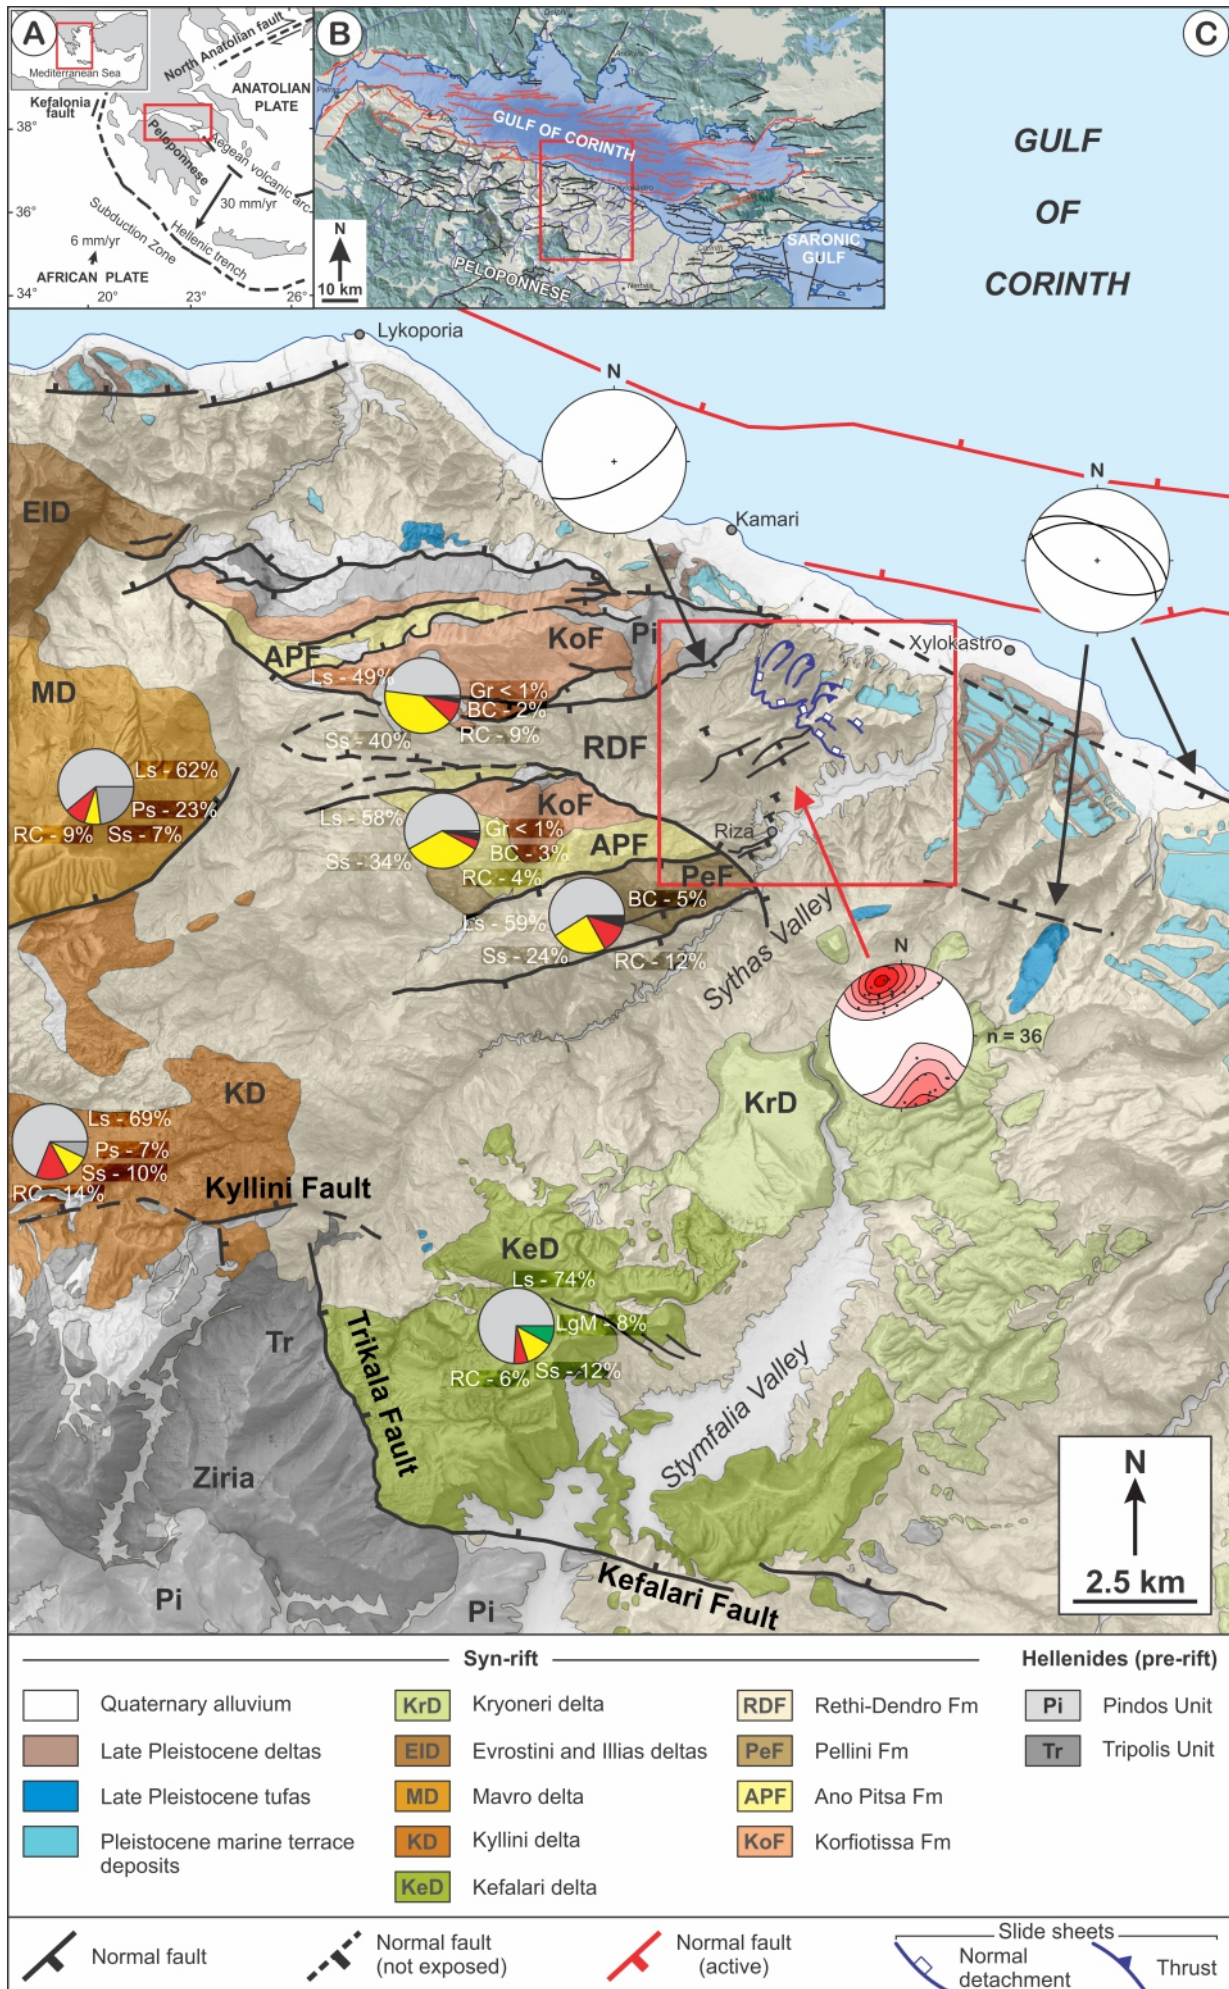 A
Mediterranean Sea
North Anatolian fault
ANATOLIAN
PLATE
Kefalonia
fault
38°
Peloponnese
Aegean volcanic arc
36°
30 mm/yr
Subduction Zone
Hellenic trench
6 mm/yr
AFRICAN PLATE
34°
20°
23°
26°
B
GULF OF CORINTH
SARONIC
GULF
PELOPONNESE
N
10 km
C
GULF
OF
CORINTH
Lykoporia
N
Kamari
N
Xylokastro
EID
MD
APF
KoF
Pi
Ls - 49%
Gr < 1%
BC - 2%
RC - 9%
Ss - 40%
RDF
Ls - 62%
Ps - 23%
RC - 9%
Ss - 7%
KoF
Ls - 58%
Gr < 1%
BC - 3%
Ss - 34%
RC - 4%
APF
Riza
PeF
BC - 5%
Ls - 59%
Ss - 24%
RC - 12%
Sythas Valley
N
n = 36
KD
KrD
Ls - 69%
Ps - 7%
Ss - 10%
RC - 14%
Kyllini Fault
KeD
Ls - 74%
LgM - 8%
RC - 6%
Ss - 12%
Tr
Trikala Fault
Stymfalia Valley
Ziria
Pi
Pi
Kefalari Fault
N
2.5 km
Syn-rift
Hellenides (pre-rift)
Quaternary alluvium
KrD Kryoneri delta
RDF Rethi-Dendro Fm
Pi Pindos Unit
Late Pleistocene deltas
EID Evrostini and Illias deltas
PeF Pellini Fm
Tr Tripolis Unit
Late Pleistocene tufas
MD Mavro delta
APF Ano Pitsa Fm
Pleistocene marine terrace
deposits
KD Kyllini delta
KoF Korfiotissa Fm
KeD Kefalari delta
Normal fault
Normal fault
(not exposed)
Normal fault
(active)
Slide sheets
Normal
detachment
Thrust